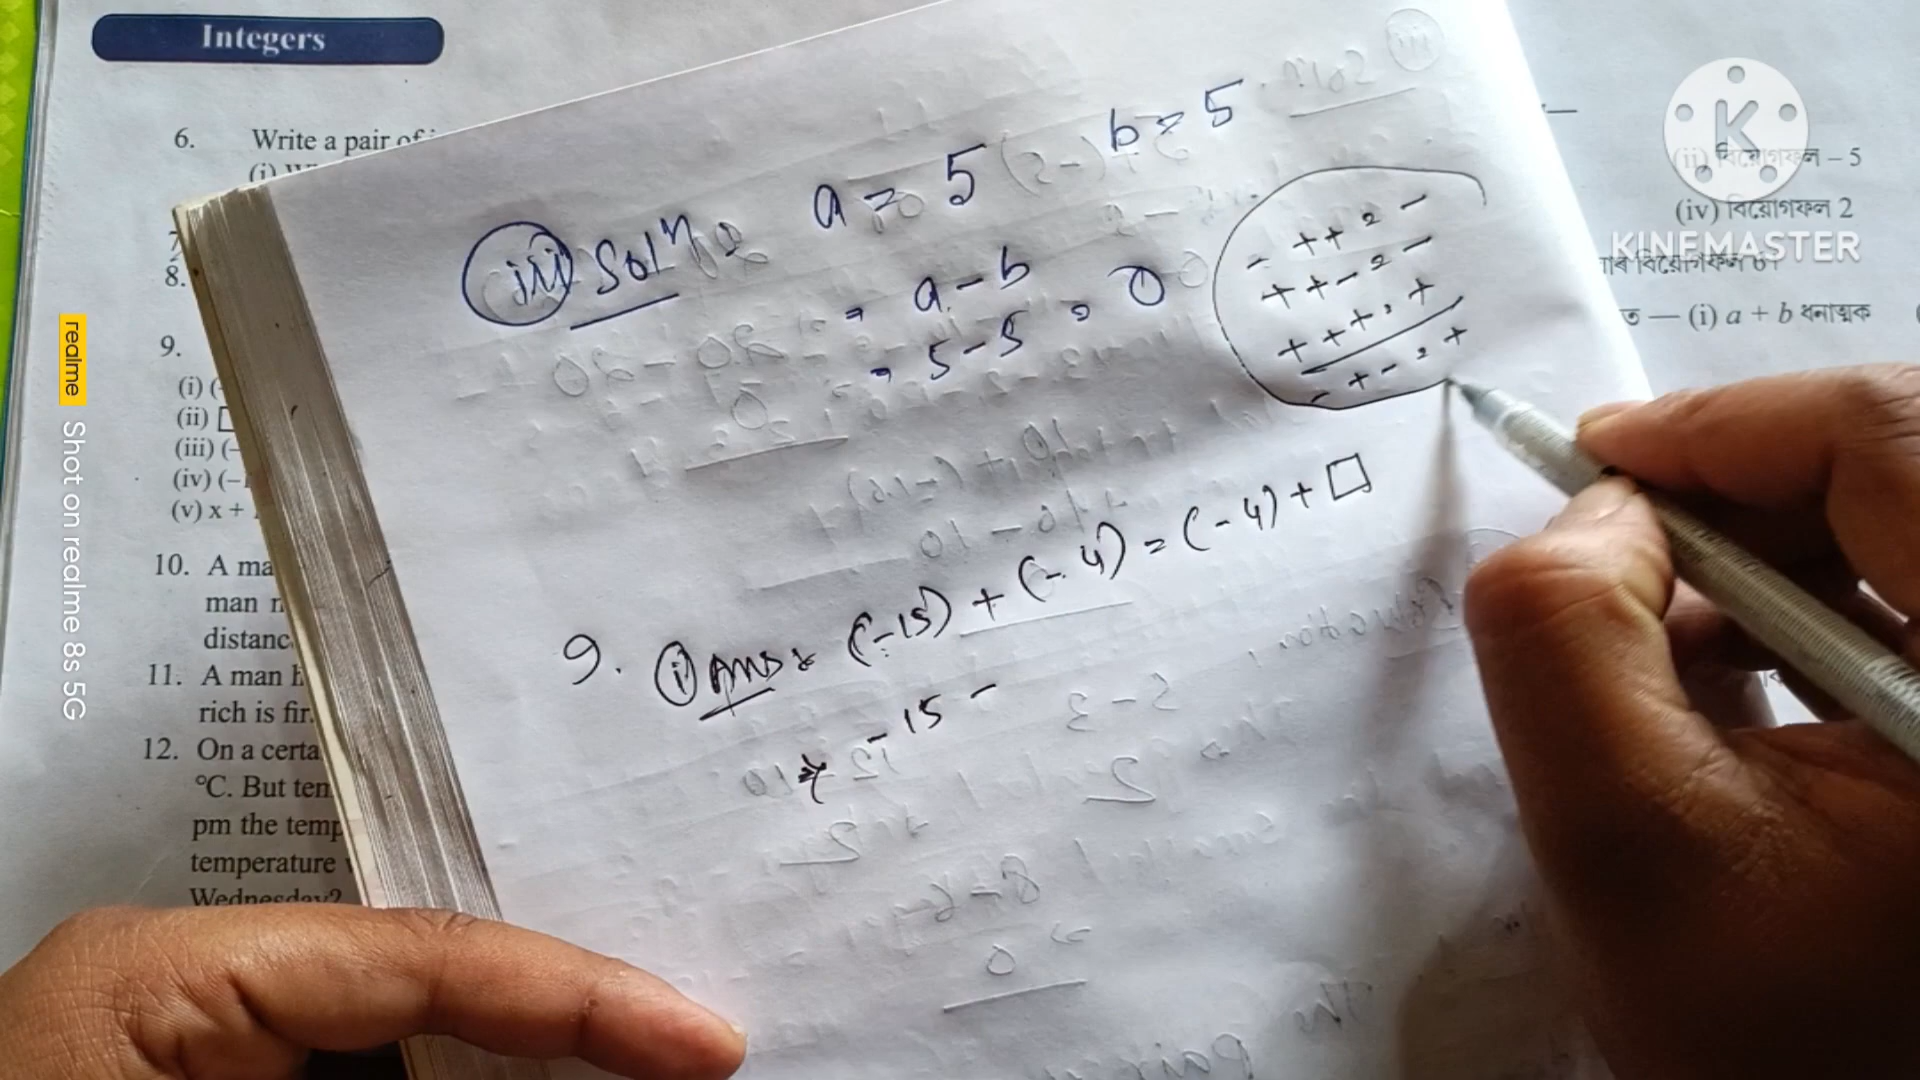 Integers
6. Write a pair of
(i)
8.
9.
(i) (
(ii)
(iii) (–
(iv) (–
(v) x +
10. A ma
man
distanc
11. A man
rich is fir
12. On a certa
°C. But tem
pm the temp
temperature
Wednesday?
(iii) Solⁿ: a = 5 b = 5
= a - b
= 5 - 5 = 0
- + + = -
+ + - = -
+ + + = +
- + - = +
9. (i) Ans: (-15) + (-4) = (-4) + □
⇒ -15 -
(ii) বিয়োগফল – 5
(iv) বিয়োগফল 2
(i) a + b ধনাত্মক
KINEMASTER
realme Shot on realme 8s 5G